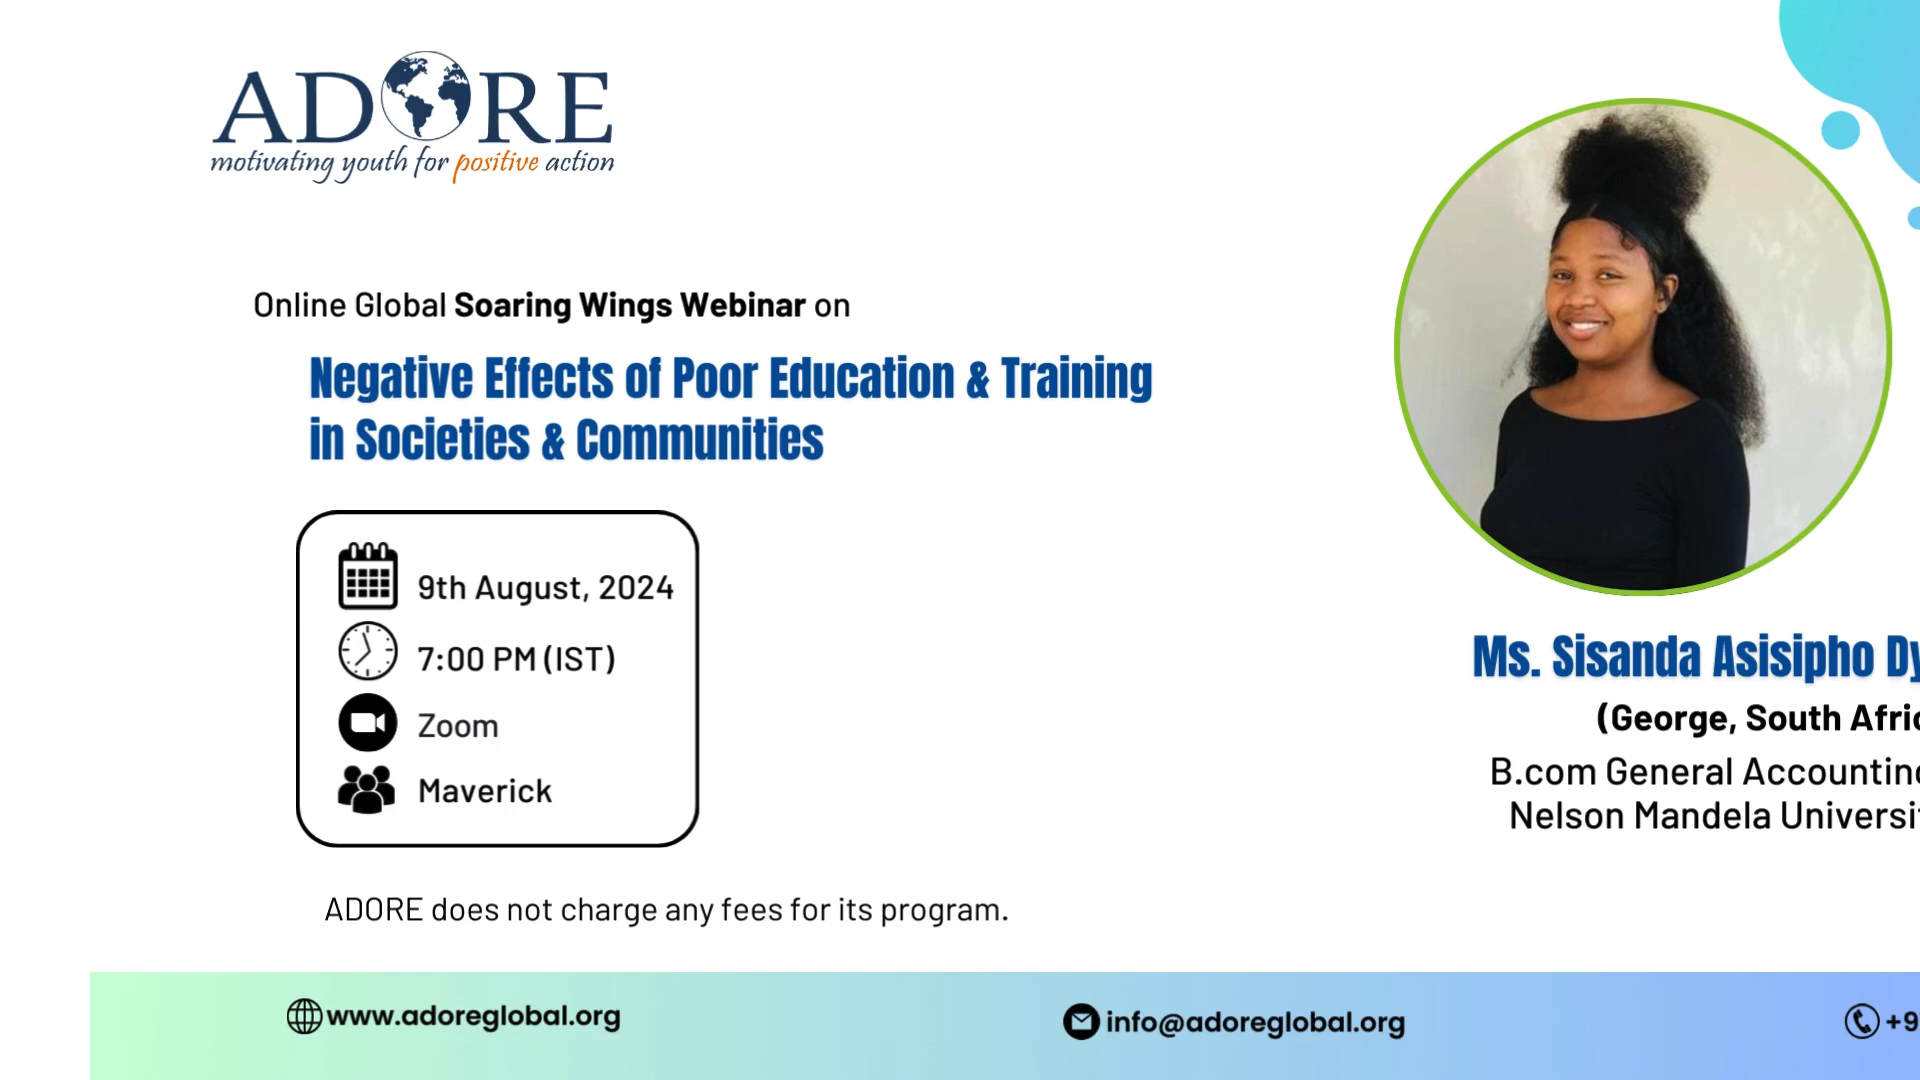 ADORE
motivating youth for positive action
Online Global Soaring Wings Webinar on
Negative Effects of Poor Education & Training
in Societies & Communities
9th August, 2024
7:00 PM (IST)
Zoom
Maverick
ADORE does not charge any fees for its program.
Ms. Sisanda Asisipho
(George, South
B.com General
Nelson Mandela
www.adoreglobal.org
info@adoreglobal.org
+9